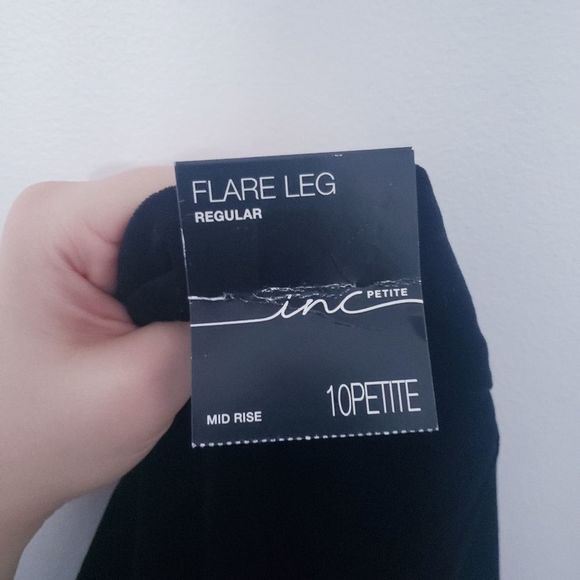 FLARE LEG
REGULAR
inc PETITE
MID RISE
10PETITE